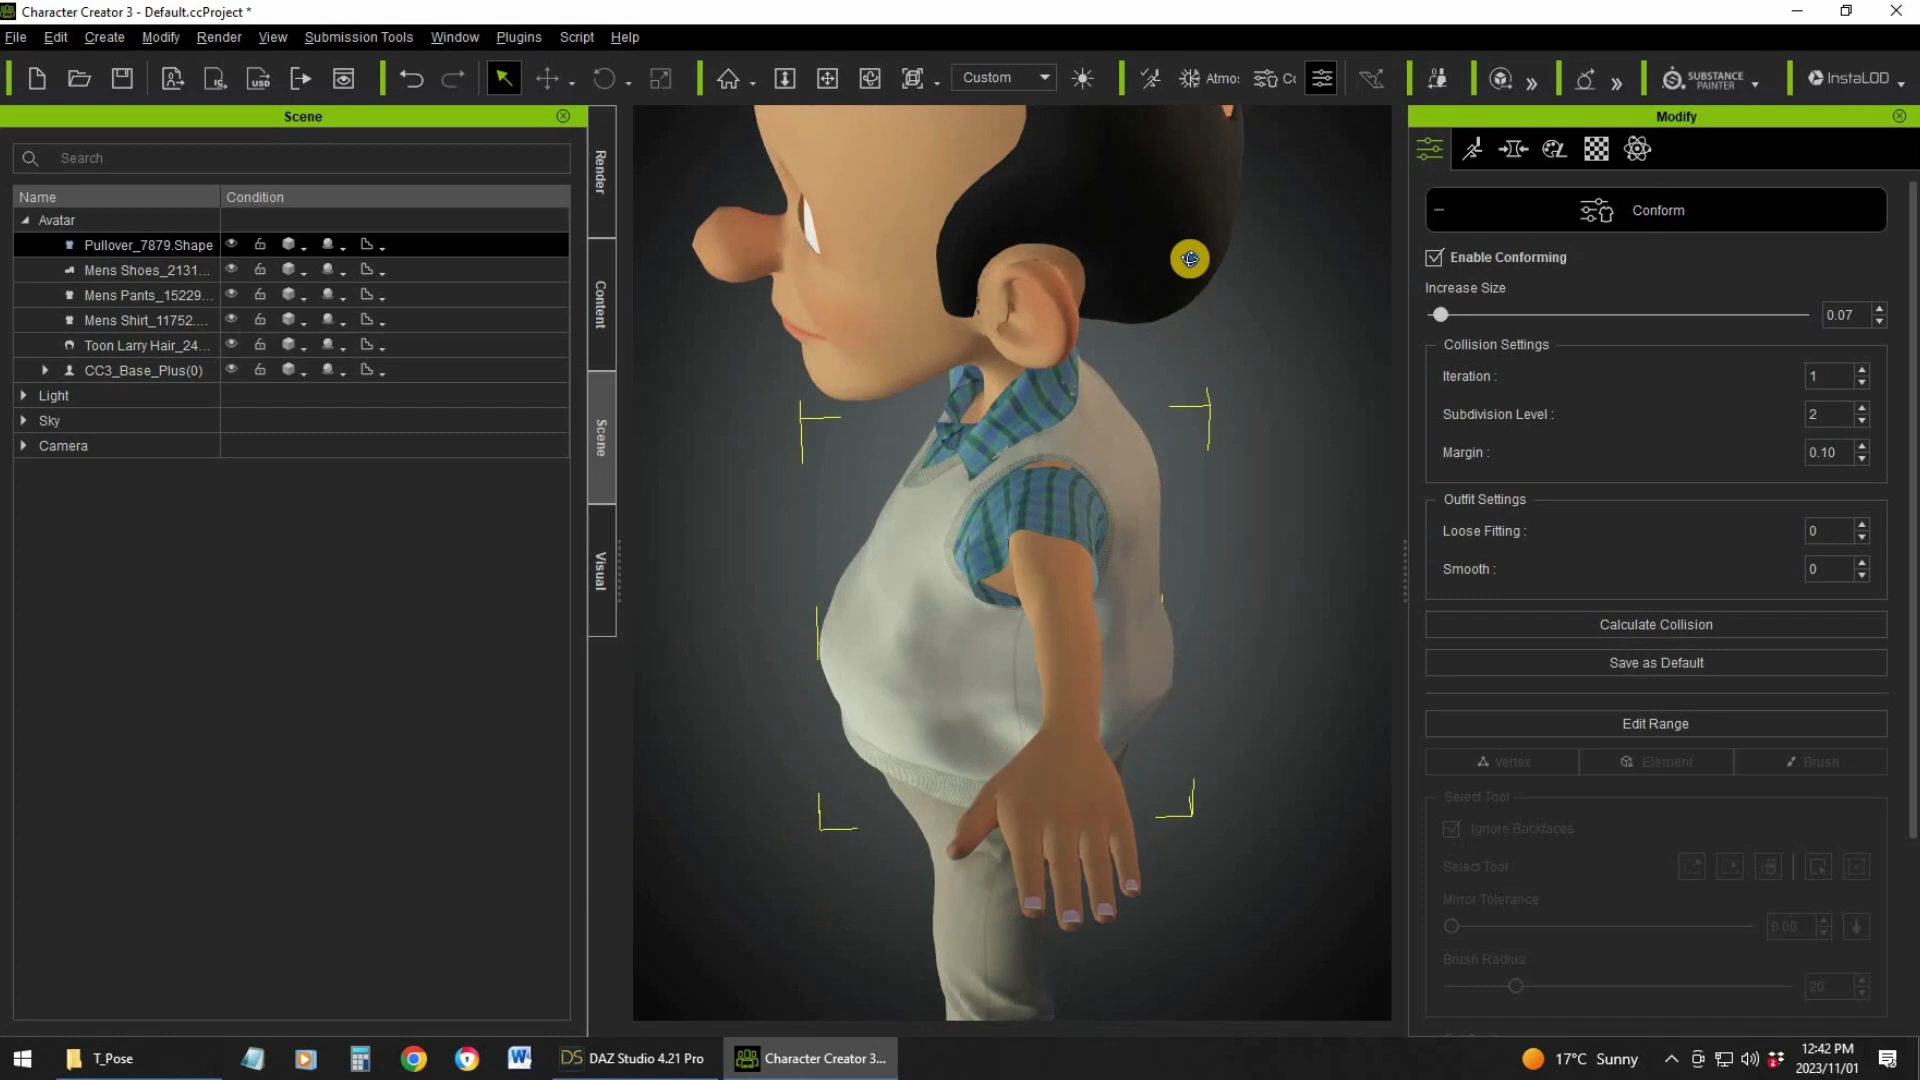 Character Creator 3 - Default.ccProject *
File Edit Create Modify Render View Submission Tools Window Plugins Script Help
Custom Atmo: Cc SUBSTANCE PAINTER InstaLOD
Scene
Search
Name Condition
Avatar
Pullover_7879.Shape
Mens Shoes_2131...
Mens Pants_15229...
Mens Shirt_11752....
Toon Larry Hair_24...
CC3_Base_Plus(0)
Light
Sky
Camera
Render
Content
Scene
Visual
Modify
Conform
Enable Conforming
Increase Size
0.07
Collision Settings
Iteration : 1
Subdivision Level : 2
Margin : 0.10
Outfit Settings
Loose Fitting : 0
Smooth : 0
Calculate Collision
Save as Default
Edit Range
Vertex Element Brush
Select Tool
Ignore Backfaces
Select Tool
Mirror Tolerance
0.00
Brush Radius
20
T_Pose DAZ Studio 4.21 Pro Character Creator 3... 17°C Sunny
12:42 PM
2023/11/01